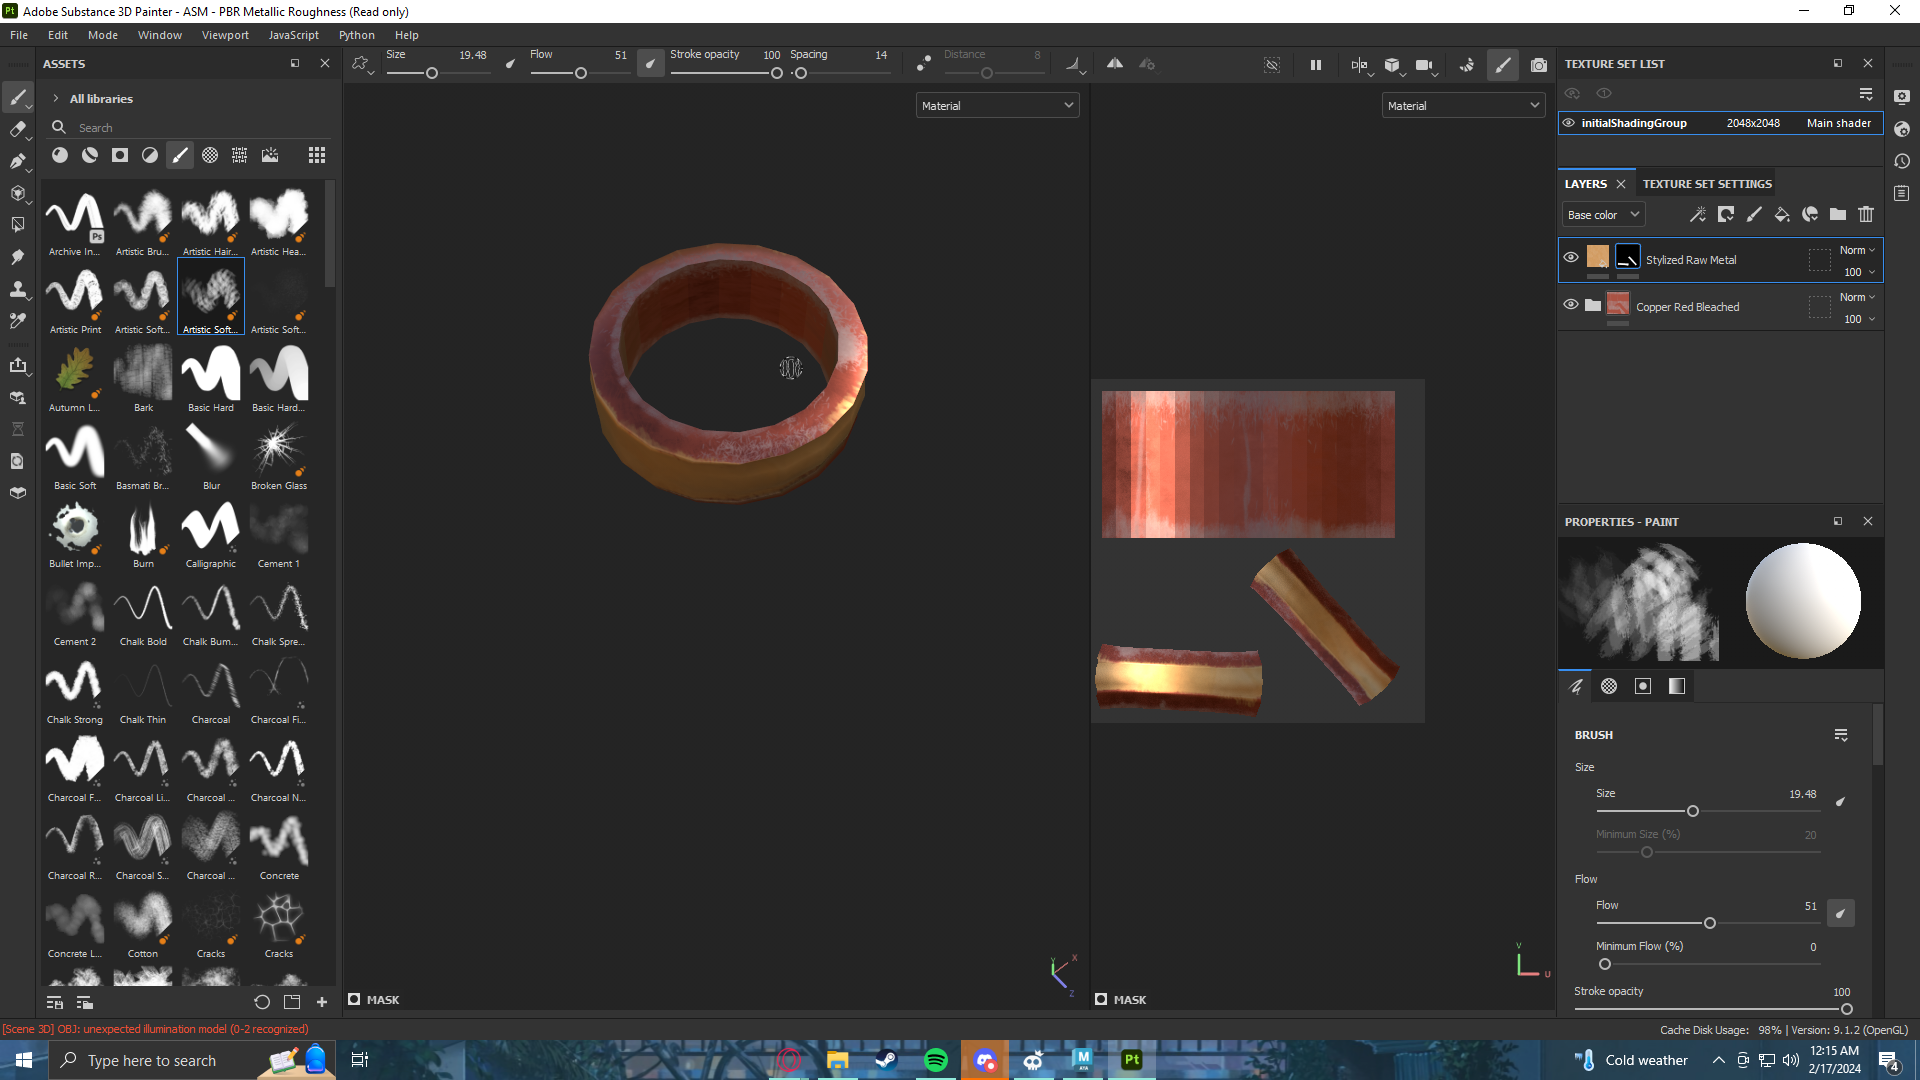 Pt Adobe Substance 3D Painter - ASM - PBR Metallic Roughness (Read only)
File Edit Mode Window Viewport JavaScript Python Help
ASSETS
Size 19.48 Flow 51 Stroke opacity 100 Spacing 14 Distance 8
All libraries
Search
Material
Material
Ps
Archive In... Artistic Bru... Artistic Hair... Artistic Hea...
Artistic Print Artistic Soft... Artistic Soft... Artistic Soft...
Autumn L... Bark Basic Hard Basic Hard...
Basic Soft Basmati Br... Blur Broken Glass
Bullet Imp... Burn Calligraphic Cement 1
Cement 2 Chalk Bold Chalk Bum... Chalk Spre...
Chalk Strong Chalk Thin Charcoal Charcoal Fi...
Charcoal F... Charcoal Li... Charcoal ... Charcoal N...
Charcoal R... Charcoal S... Charcoal ... Concrete
Concrete L... Cotton Cracks Cracks
Y X Z
V U
MASK
MASK
TEXTURE SET LIST
initialShadingGroup 2048x2048 Main shader
LAYERS TEXTURE SET SETTINGS
Base color
Stylized Raw Metal Norm 100
Copper Red Bleached Norm 100
PROPERTIES - PAINT
BRUSH
Size
Size 19.48
Minimum Size (%) 20
Flow
Flow 51
Minimum Flow (%) 0
Stroke opacity 100
[Scene 3D] OBJ: unexpected illumination model (0-2 recognized)
Cache Disk Usage: 98% | Version: 9.1.2 (OpenGL)
Type here to search
M
Pt
Cold weather
12:15 AM
2/17/2024
4